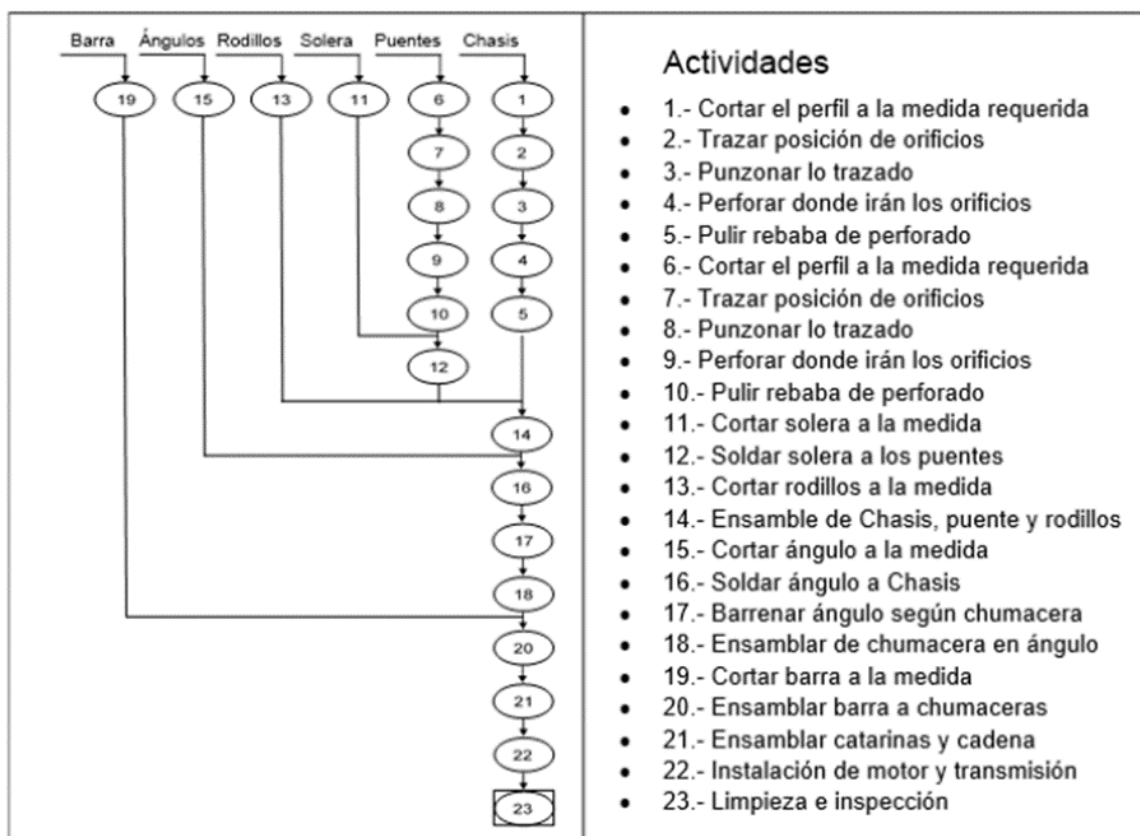 Barra Ángulos Rodillos Solera Puentes Chasis
19 15 13 11 6 1
7 2
8 3
9 4
10 5
12
14
16
17
18
20
21
22
23
Actividades
• 1.- Cortar el perfil a la medida requerida
• 2.- Trazar posición de orificios
• 3.- Punzonar lo trazado
• 4.- Perforar donde irán los orificios
• 5.- Pulir rebaba de perforado
• 6.- Cortar el perfil a la medida requerida
• 7.- Trazar posición de orificios
• 8.- Punzonar lo trazado
• 9.- Perforar donde irán los orificios
• 10.- Pulir rebaba de perforado
• 11.- Cortar solera a la medida
• 12.- Soldar solera a los puentes
• 13.- Cortar rodillos a la medida
• 14.- Ensamble de Chasis, puente y rodillos
• 15.- Cortar ángulo a la medida
• 16.- Soldar ángulo a Chasis
• 17.- Barrenar ángulo según chumacera
• 18.- Ensamblar de chumacera en ángulo
• 19.- Cortar barra a la medida
• 20.- Ensamblar barra a chumaceras
• 21.- Ensamblar catarinas y cadena
• 22.- Instalación de motor y transmisión
• 23.- Limpieza e inspección